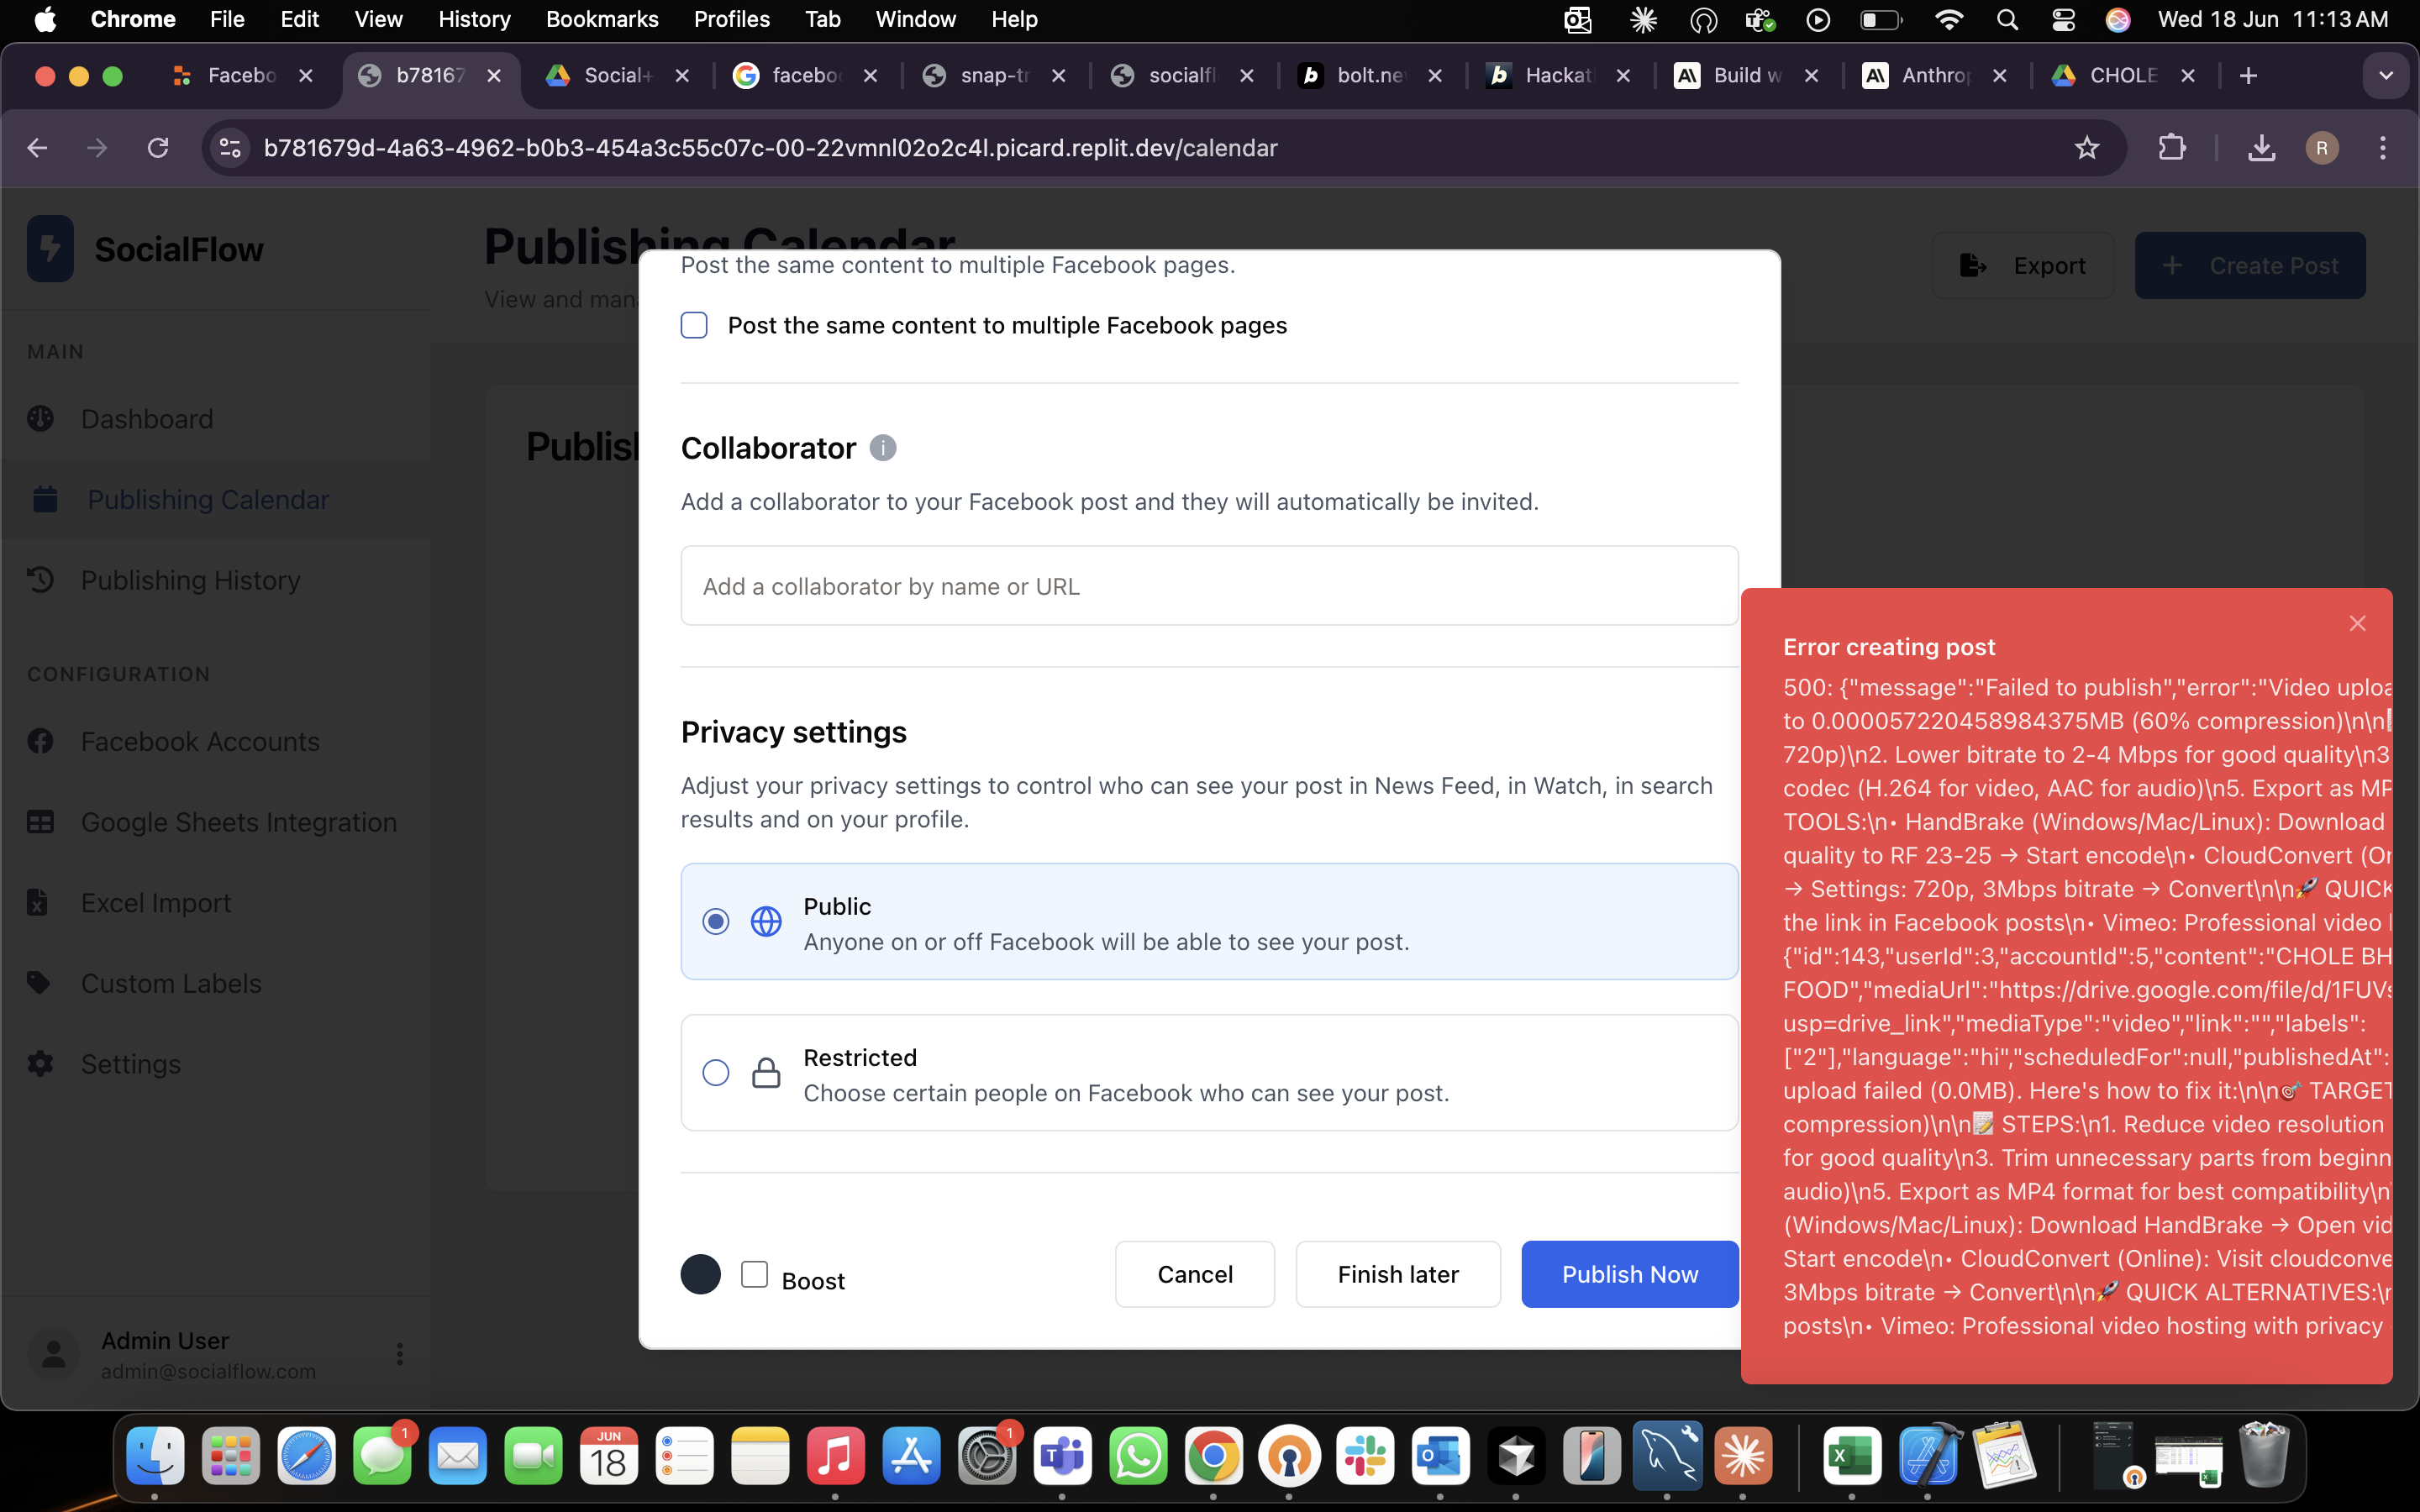 Chrome File Edit View History Bookmarks Profiles Tab Window Help Wed 18 Jun 11:13 AM
Facebo b78167 Social+ facebo snap-tr socialfl bolt.ne Hackat Build w Anthro CHOLE
b781679d-4a63-4962-b0b3-454a3c55c07c-00-22vmnl02o2c4l.picard.replit.dev/calendar
R
SocialFlow
MAIN
Dashboard
Publishing Calendar
Publishing History
CONFIGURATION
Facebook Accounts
Google Sheets Integration
Excel Import
Custom Labels
Settings
Admin User
admin@socialflow.com
Publishing Calendar
View and man
Export
Create Post
Publis
Post the same content to multiple Facebook pages.
Post the same content to multiple Facebook pages
Collaborator i
Add a collaborator to your Facebook post and they will automatically be invited.
Add a collaborator by name or URL
Privacy settings
Adjust your privacy settings to control who can see your post in News Feed, in Watch, in search
results and on your profile.
Public
Anyone on or off Facebook will be able to see your post.
Restricted
Choose certain people on Facebook who can see your post.
Boost
Cancel
Finish later
Publish Now
Error creating post
500: {"message":"Failed to publish","error":"Video uploa
to 0.000057220458984375MB (60% compression)\n\n
720p)\n2. Lower bitrate to 2-4 Mbps for good quality\n3
codec (H.264 for video, AAC for audio)\n5. Export as MP
TOOLS:\n• HandBrake (Windows/Mac/Linux): Download
quality to RF 23-25 → Start encode\n• CloudConvert (Or
→ Settings: 720p, 3Mbps bitrate → Convert\n\n🚀 QUICK
the link in Facebook posts\n• Vimeo: Professional video
{"id":143,"userId":3,"accountId":5,"content":"CHOLE BH
FOOD","mediaUrl":"https://drive.google.com/file/d/1FUVs
usp=drive_link","mediaType":"video","link":"","labels":
["2"],"language":"hi","scheduledFor":null,"publishedAt":
upload failed (0.0MB). Here's how to fix it:\n\n🎯 TARGET
compression)\n\n📝 STEPS:\n1. Reduce video resolution
for good quality\n3. Trim unnecessary parts from beginn
audio)\n5. Export as MP4 format for best compatibility\n
(Windows/Mac/Linux): Download HandBrake → Open vid
Start encode\n• CloudConvert (Online): Visit cloudconve
3Mbps bitrate → Convert\n\n🚀 QUICK ALTERNATIVES:\r
posts\n• Vimeo: Professional video hosting with privacy
1
JUN
18
1